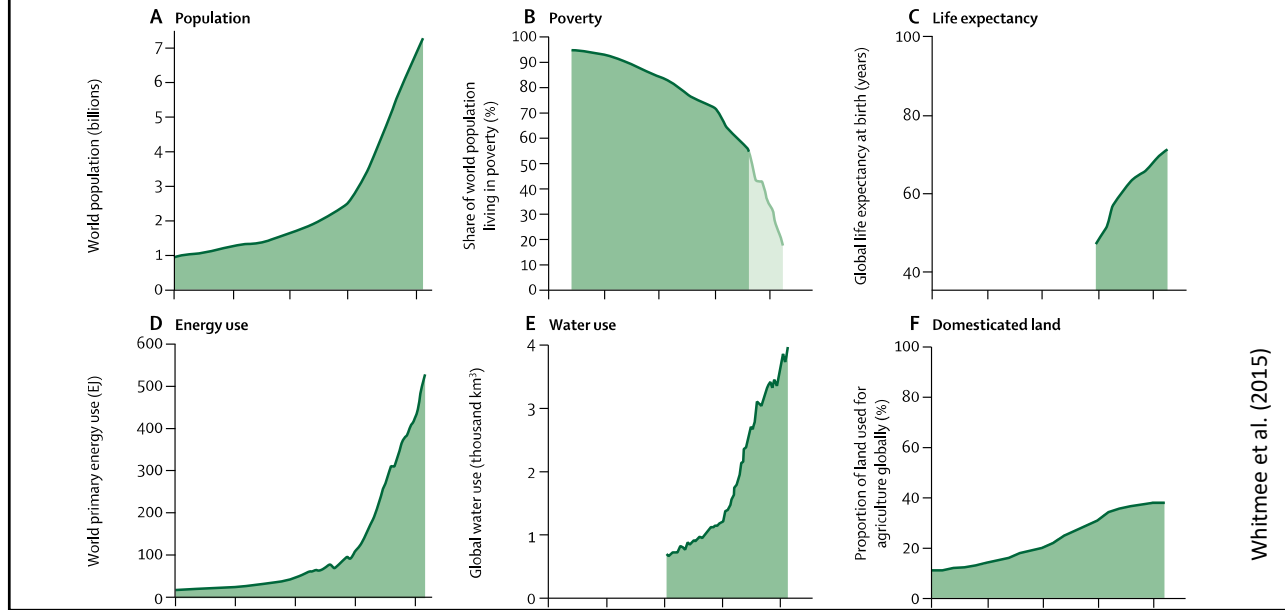 A Population
World population (billions)
7
6
5
4
3
2
1
0
B Poverty
Share of world population
living in poverty (%)
100
90
80
70
60
50
40
30
20
10
0
C Life expectancy
Global life expectancy at birth (years)
100
80
60
40
D Energy use
World primary energy use (EJ)
600
500
400
300
200
100
0
E Water use
Global water use (thousand km³)
4
3
2
1
0
F Domesticated land
Proportion of land used for
agriculture globally (%)
100
80
60
40
20
0
Whitmee et al. (2015)